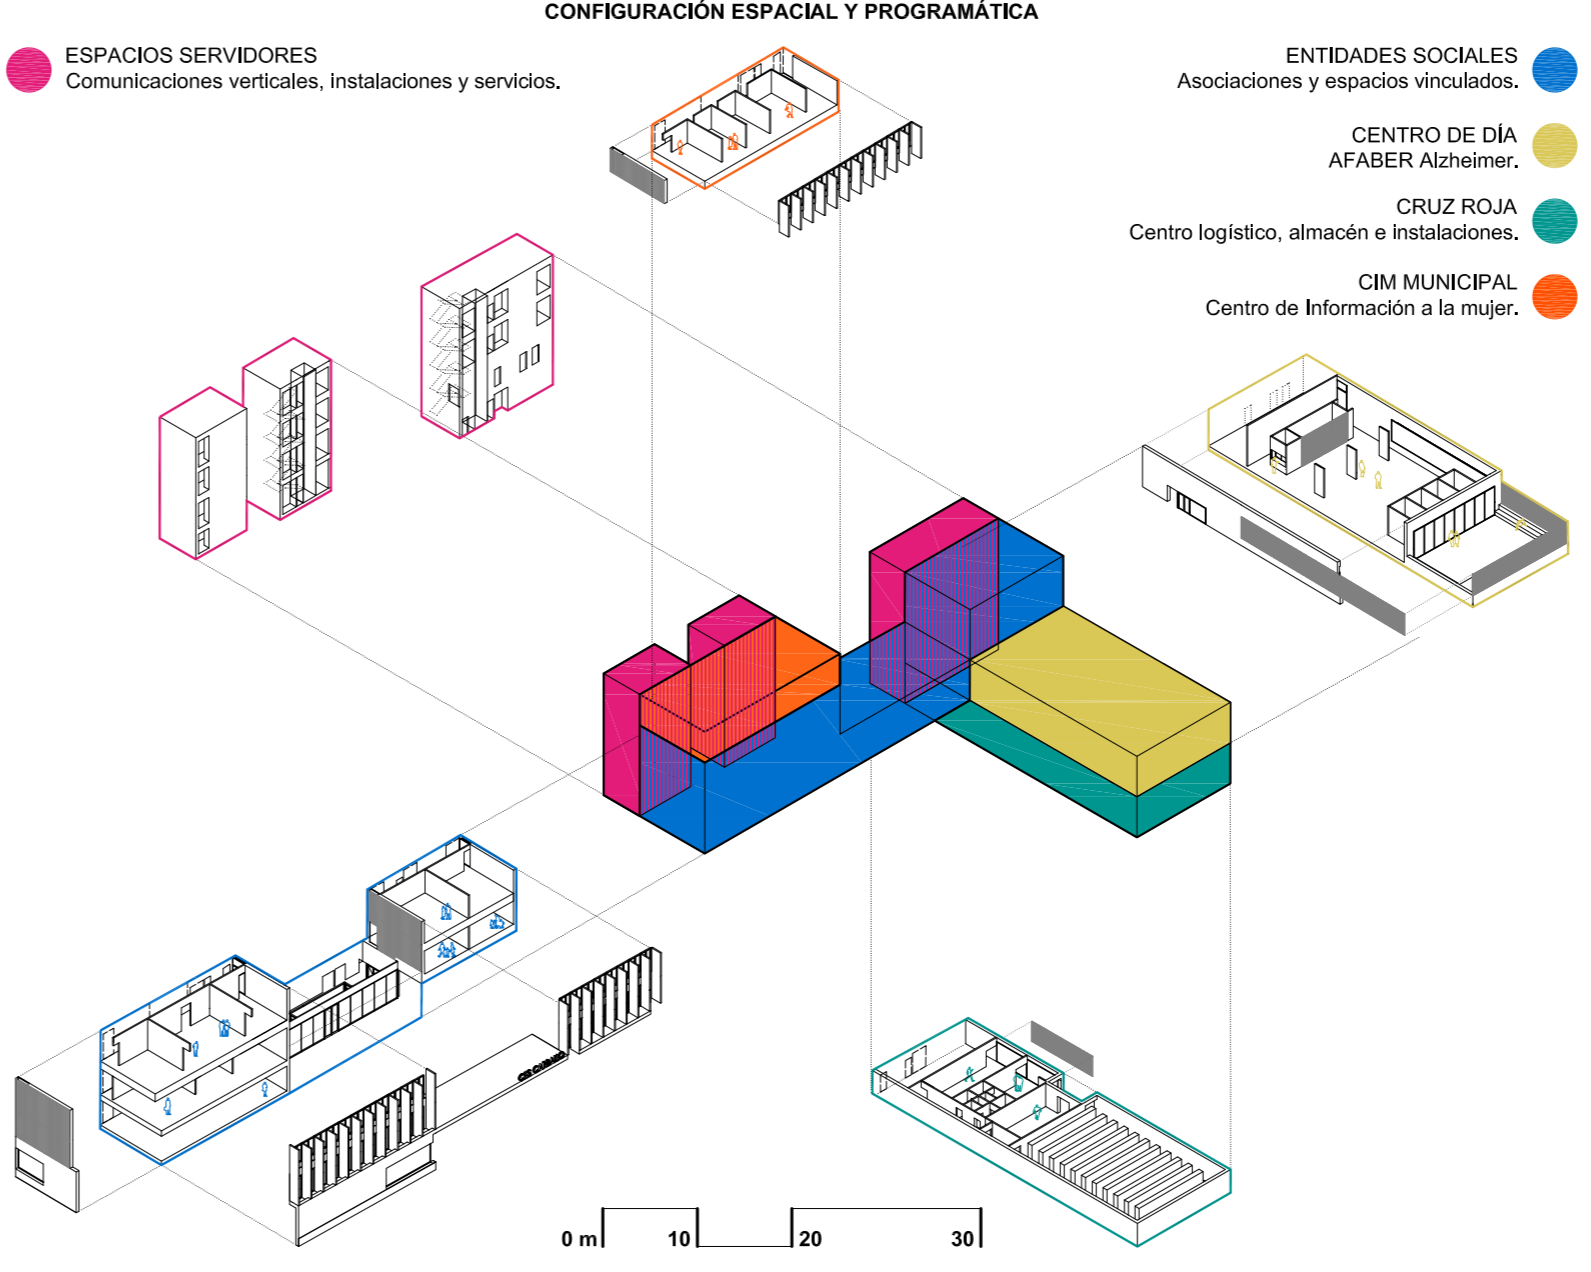 CONFIGURACIÓN ESPACIAL Y PROGRAMÁTICA
ESPACIOS SERVIDORES
Comunicaciones verticales, instalaciones y servicios.
ENTIDADES SOCIALES
Asociaciones y espacios vinculados.
CENTRO DE DÍA
AFABER Alzheimer.
CRUZ ROJA
Centro logístico, almacén e instalaciones.
CIM MUNICIPAL
Centro de Información a la mujer.
0 m 10 20 30